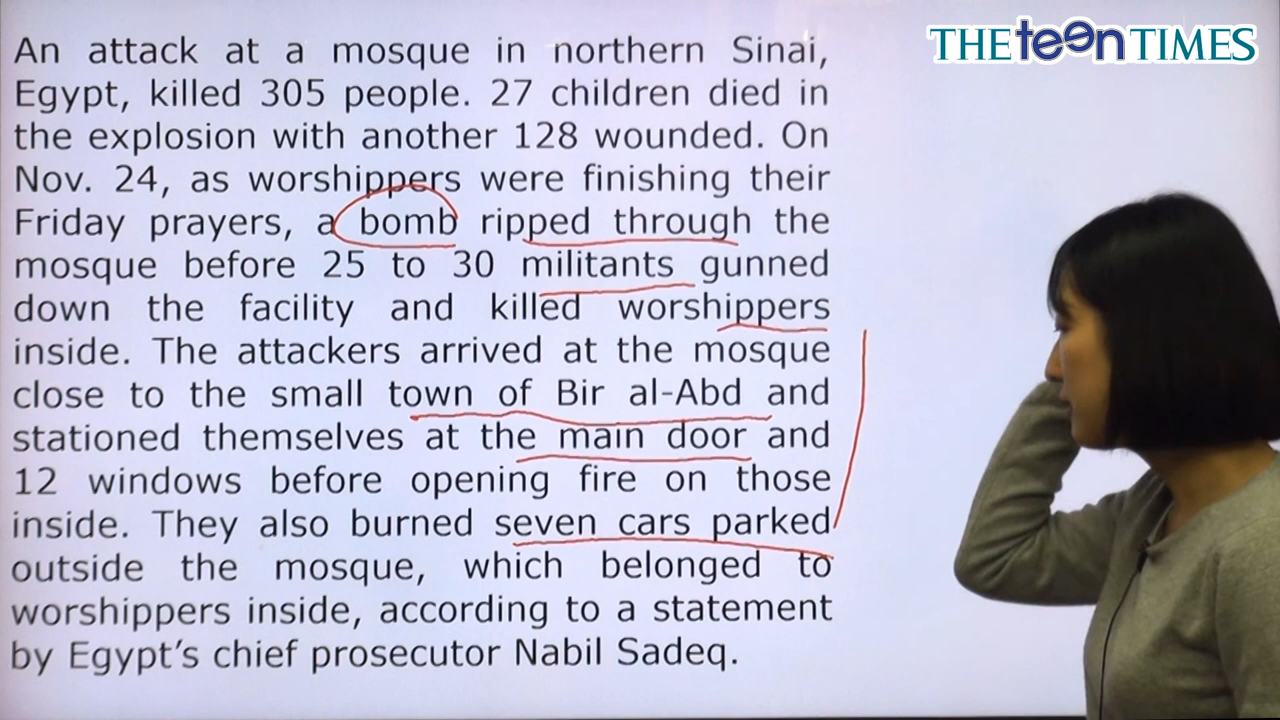 THE teen TIMES
An attack at a mosque in northern Sinai,
Egypt, killed 305 people. 27 children died in
the explosion with another 128 wounded. On
Nov. 24, as worshippers were finishing their
Friday prayers, a bomb ripped through the
mosque before 25 to 30 militants gunned
down the facility and killed worshippers
inside. The attackers arrived at the mosque
close to the small town of Bir al-Abd and
stationed themselves at the main door and
12 windows before opening fire on those
inside. They also burned seven cars parked
outside the mosque, which belonged to
worshippers inside, according to a statement
by Egypt’s chief prosecutor Nabil Sadeq.